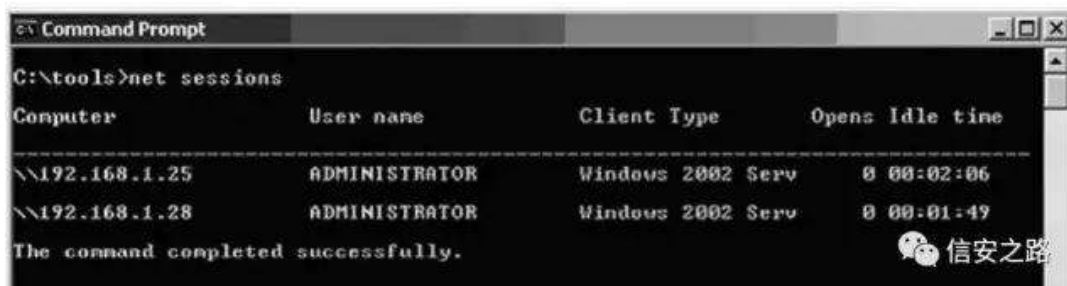 Command Prompt
C:\tools>net sessions
Computer User name Client Type Opens Idle time
-------------------------------------------------------------------------------
\\192.168.1.25 ADMINISTRATOR Windows 2002 Serv 0 00:02:06
\\192.168.1.28 ADMINISTRATOR Windows 2002 Serv 0 00:01:49
The command completed successfully.
信安之路